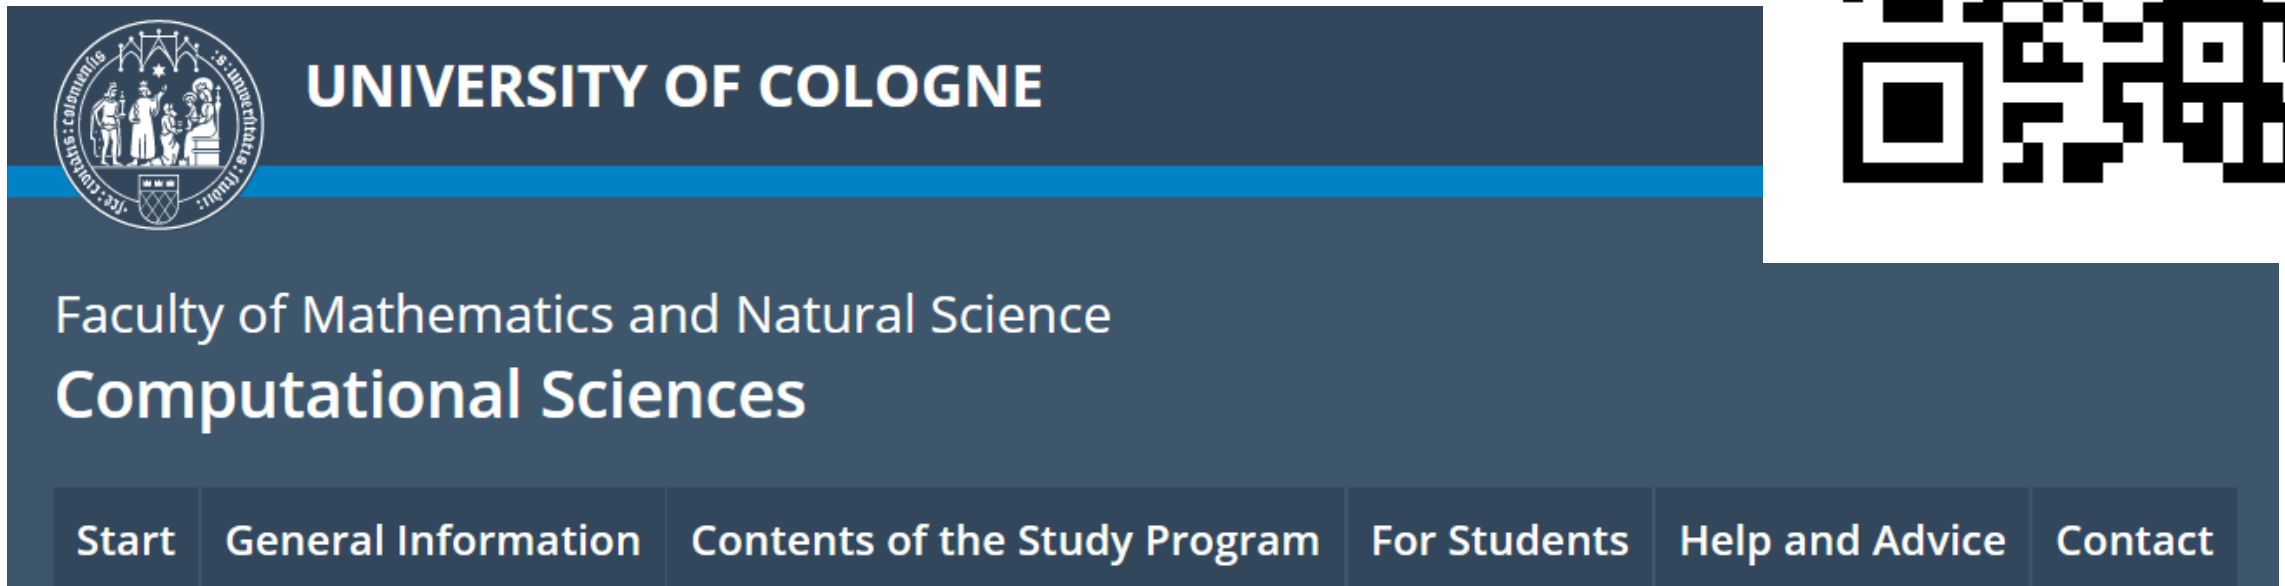 UNIVERSITY OF COLOGNE
Faculty of Mathematics and Natural Science
Computational Sciences
Start General Information Contents of the Study Program For Students Help and Advice Contact